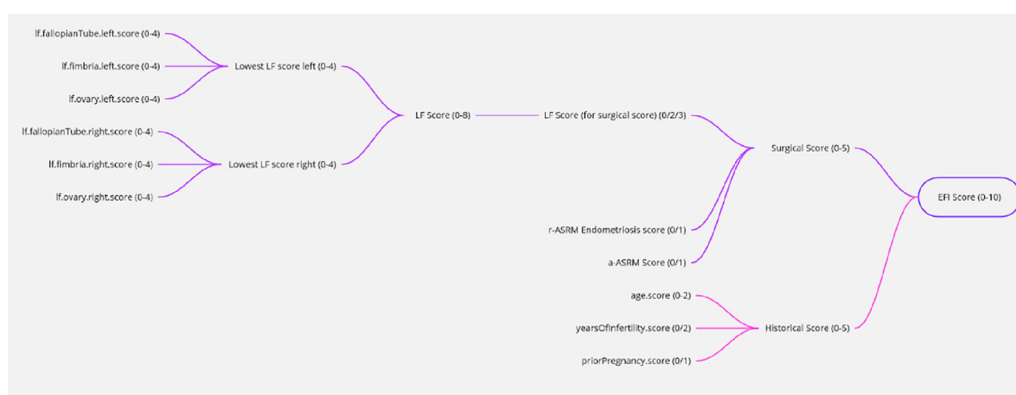 lf.fallopianTube.left.score (0-4)
lf.fimbria.left.score (0-4)
Lowest LF score left (0-4)
lf.ovary.left.score (0-4)
LF Score (0-8)
LF Score (for surgical score) (0/2/3)
lf.fallopianTube.right.score (0-4)
Surgical Score (0-5)
lf.fimbria.right.score (0-4)
Lowest LF score right (0-4)
lf.ovary.right.score (0-4)
EFI Score (0-10)
r-ASRM Endometriosis score (0/1)
a-ASRM Score (0/1)
age.score (0-2)
yearsOfInfertility.score (0/2)
Historical Score (0-5)
priorPregnancy.score (0/1)